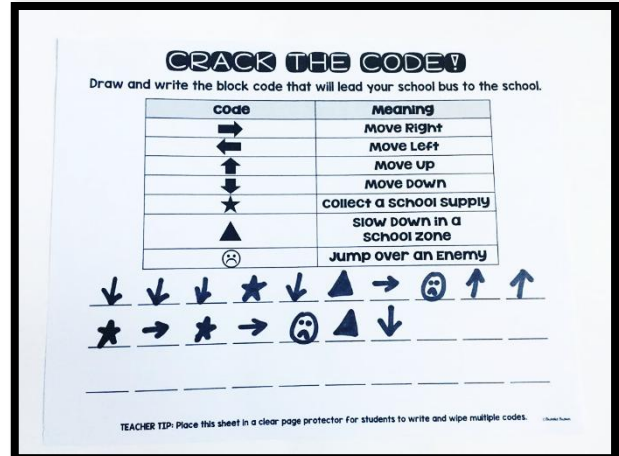 CRACK THE CODE!
Draw and write the block code that will lead your school bus to the school.
Code Meaning
➡ Move Right
⬅ Move Left
⬆ Move Up
⬇ Move Down
★ Collect a School Supply
▲ Slow Down in a
School Zone
☹ Jump over an Enemy
↓ ↓ ↓ ★ ↓ ▲ → ☹ ↑ ↑
★ → ★ → ☹ ▲ ↓
TEACHER TIP: Place this sheet in a clear page protector for students to write and wipe multiple codes.